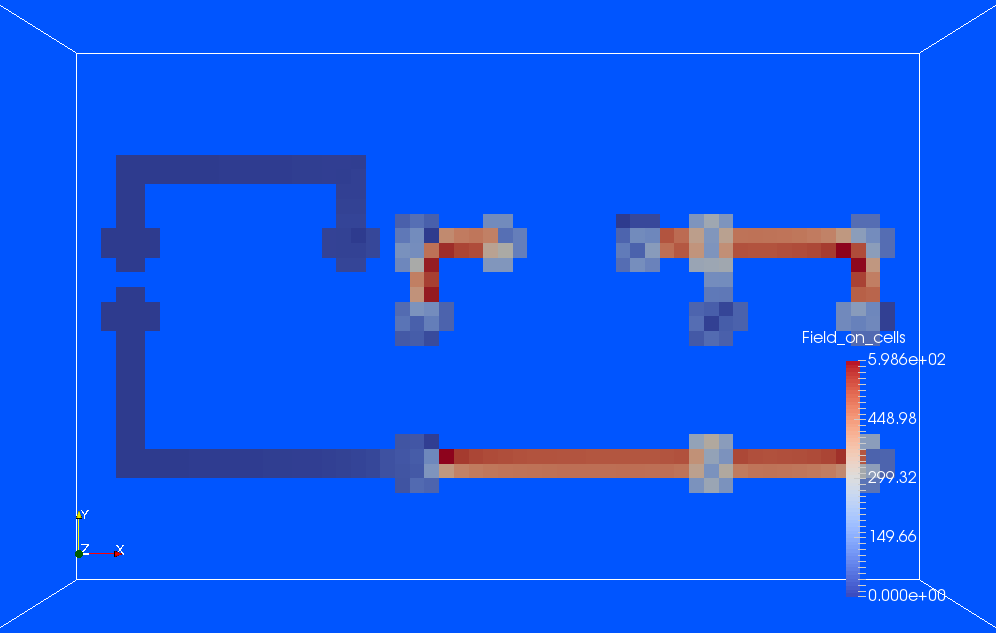 Field_on_cells
5.986e+02
448.98
299.32
149.66
0.000e+00
Y
Z X